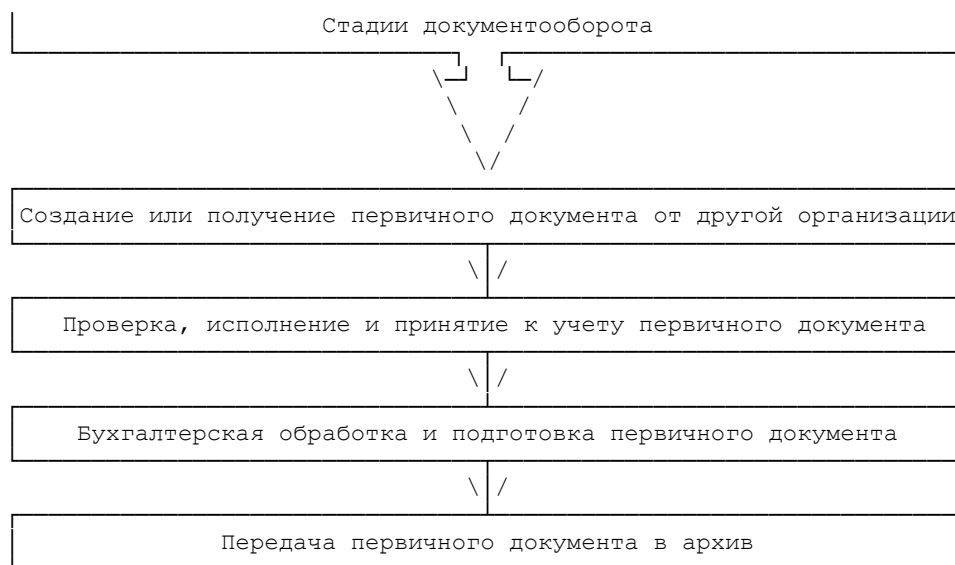 Стадии документооборота
Создание или получение первичного документа от другой организации
Проверка, исполнение и принятие к учету первичного документа
Бухгалтерская обработка и подготовка первичного документа
Передача первичного документа в архив